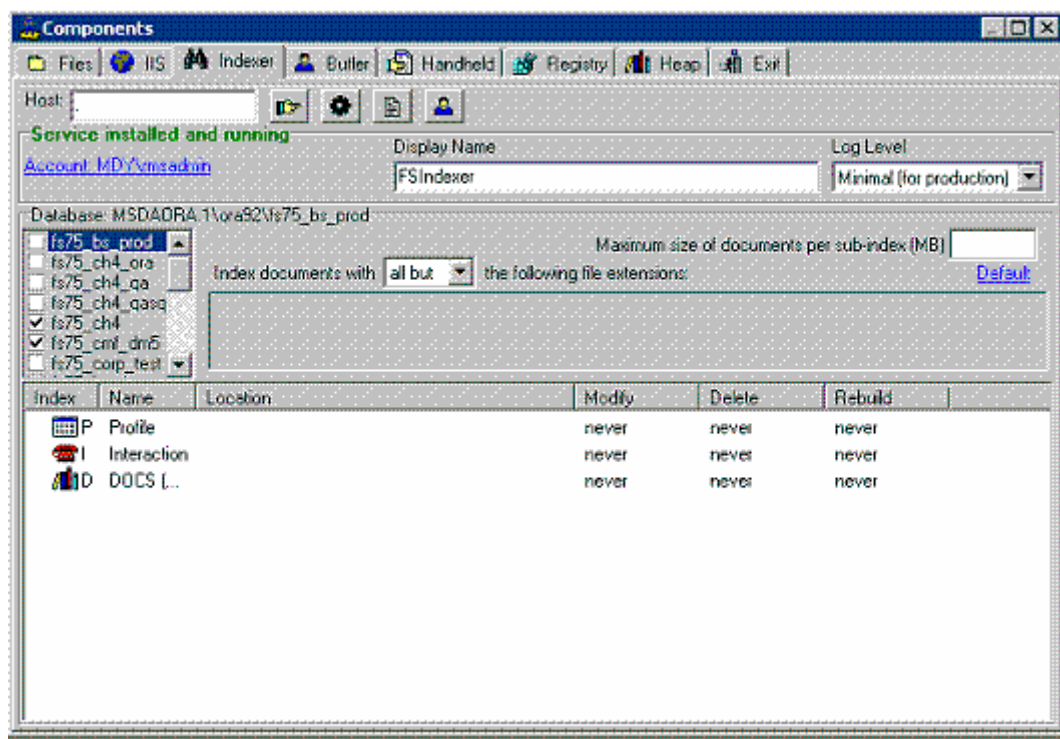 Components
Files IIS Indexer Butler Handheld Registry Heap Exit
Host: .
Service installed and running
Account: MDY\vmsadmin
Display Name
Log Level
FSIndexer
Minimal (for production)
Database: MSDAORA.1\ora92\fs75_bs_prod
fs75_bs_prod
fs75_ch4_ora
fs75_ch4_qa
fs75_ch4_qasq
fs75_ch4
fs75_cmf_dm5
fs75_corp_test
Maximum size of documents per sub-index (MB)
Index documents with all but the following file extensions:
Default
Index Name Location Modify Delete Rebuild
P Profile never never never
I Interaction never never never
D DOCS (... never never never